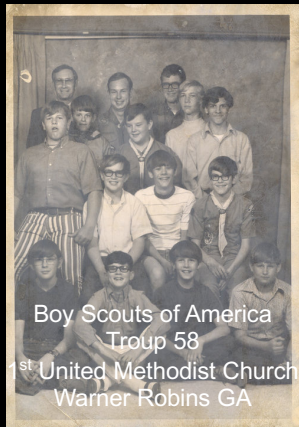 Boy Scouts of America
Troup 58
1st United Methodist Church
Warner Robins GA